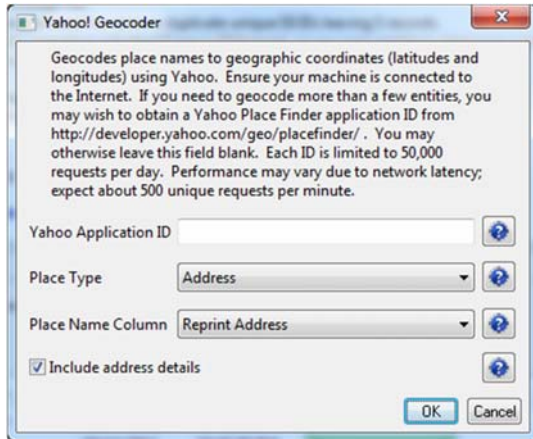 Yahoo! Geocoder
Geocodes place names to geographic coordinates (latitudes and
longitudes) using Yahoo. Ensure your machine is connected to
the Internet. If you need to geocode more than a few entities, you
may wish to obtain a Yahoo Place Finder application ID from
http://developer.yahoo.com/geo/placefinder/ . You may
otherwise leave this field blank. Each ID is limited to 50,000
requests per day. Performance may vary due to network latency;
expect about 500 unique requests per minute.
Yahoo Application ID
Place Type Address
Place Name Column Reprint Address
Include address details
OK Cancel